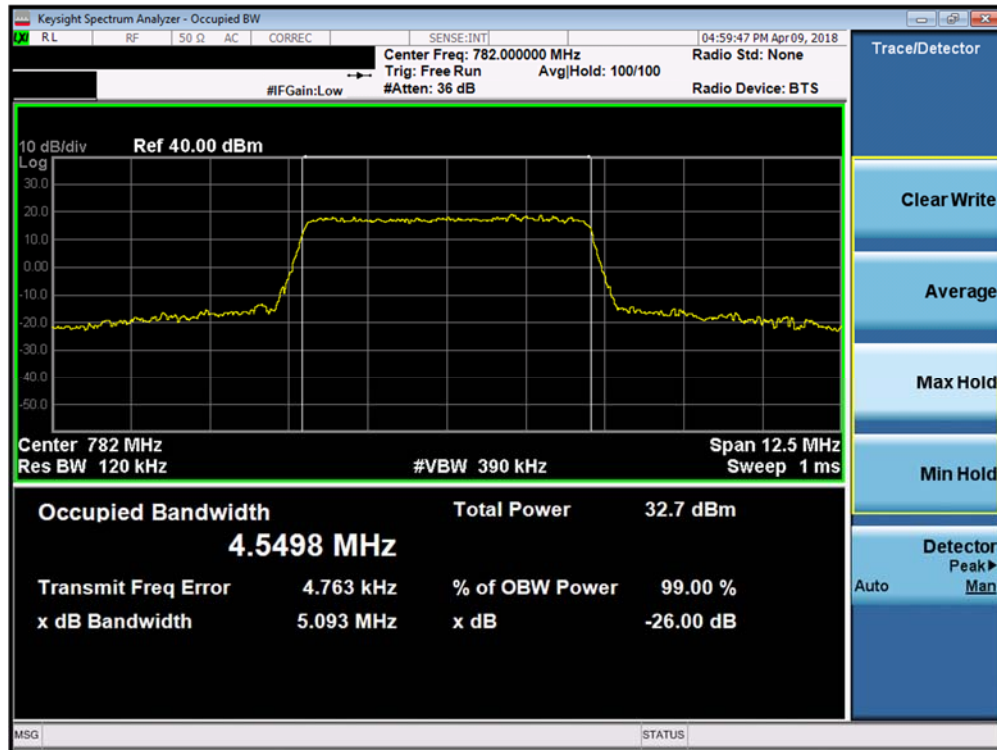 Keysight Spectrum Analyzer - Occupied BW
LXI RL RF 50 Ω AC CORREC SENSE:INT 04:59:47 PM Apr 09, 2018
Center Freq: 782.000000 MHz Radio Std: None
Trig: Free Run Avg|Hold: 100/100
#IFGain:Low #Atten: 36 dB Radio Device: BTS
Trace/Detector
10 dB/div Ref 40.00 dBm
Log
30.0
20.0
10.0
0.00
-10.0
-20.0
-30.0
-40.0
-50.0
Center 782 MHz Span 12.5 MHz
Res BW 120 kHz #VBW 390 kHz Sweep 1 ms
Occupied Bandwidth Total Power 32.7 dBm
4.5498 MHz
Transmit Freq Error 4.763 kHz % of OBW Power 99.00 %
x dB Bandwidth 5.093 MHz x dB -26.00 dB
Clear Write
Average
Max Hold
Min Hold
Detector
Peak▶
Auto Man
MSG STATUS